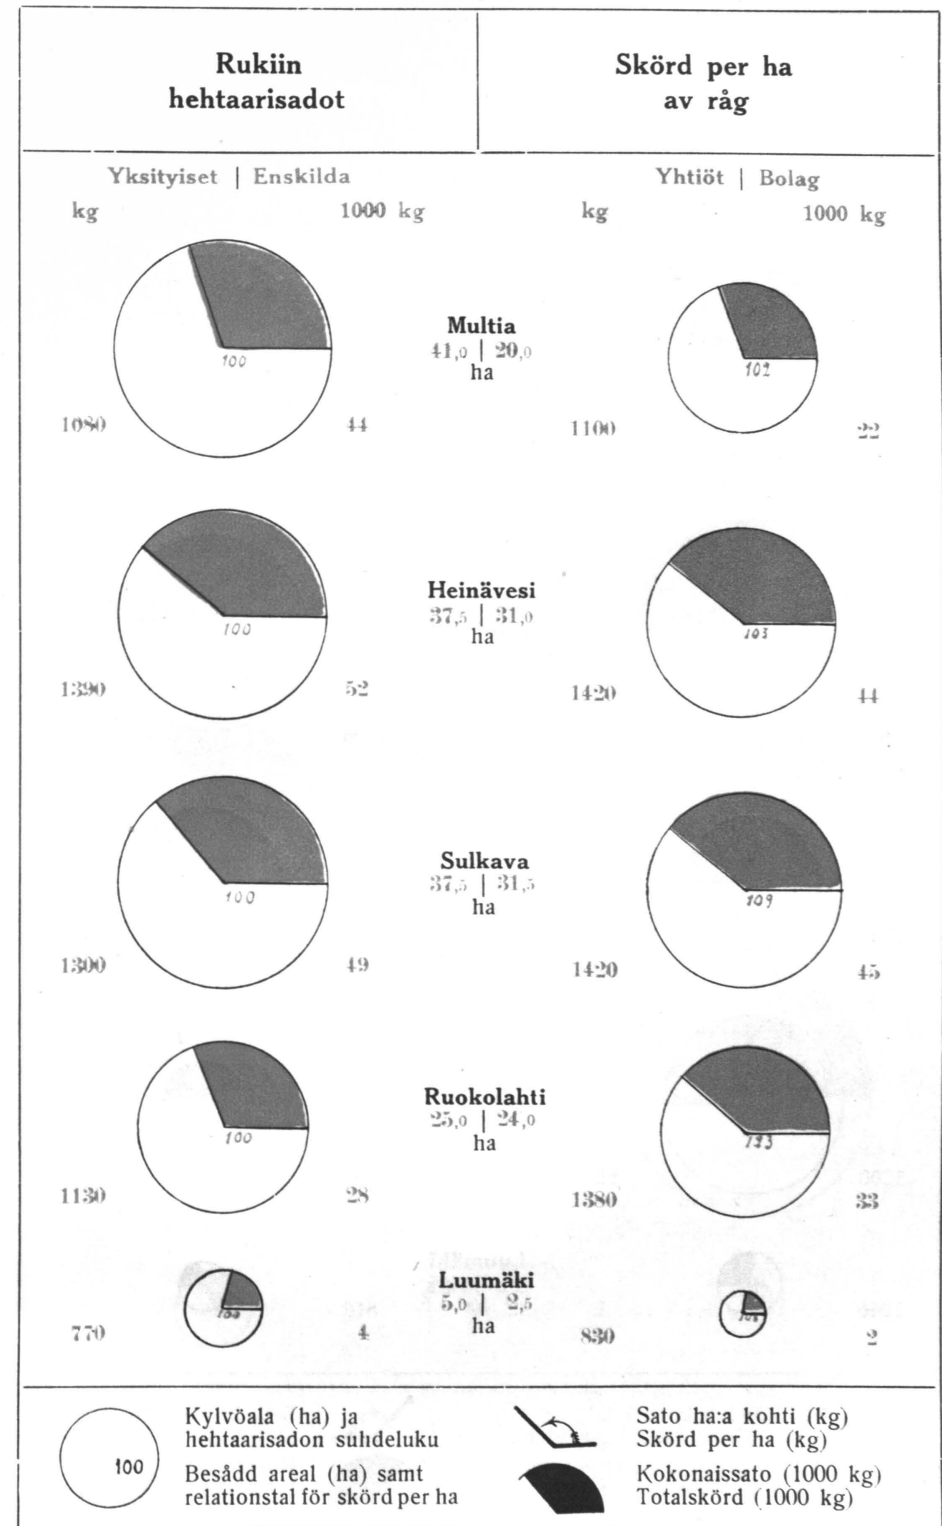 Rukiin
hehtaarisadot
Skörd per ha
av råg
Yksityiset | Enskilda
Yhtiöt | Bolag
kg 1000 kg kg 1000 kg
Multia
41,0 | 20,0
ha
100
102
1080 44 1100 22
Heinävesi
37,5 | 31,0
ha
100
103
1390 52 1420 44
Sulkava
37,5 | 31,5
ha
100
109
1300 49 1420 45
Ruokolahti
25,0 | 24,0
ha
100
1130 28 1380 33
Luumäki
5,0 | 2,5
ha
100
770 4 830 2
100
Kylvöala (ha) ja
hehtaarisadon suhdeluku
Besådd areal (ha) samt
relationstal för skörd per ha
Sato ha:a kohti (kg)
Skörd per ha (kg)
Kokonaissato (1000 kg)
Totalskörd (1000 kg)